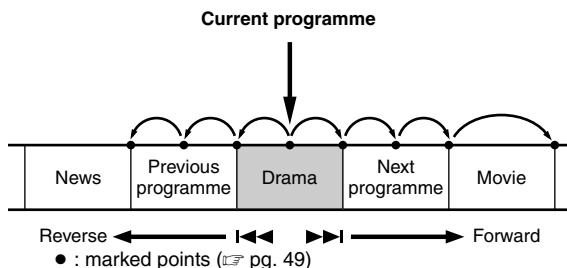 Current programme
News
Previous
programme
Drama
Next
programme
Movie
Reverse
Forward
● : marked points (☞ pg. 49)